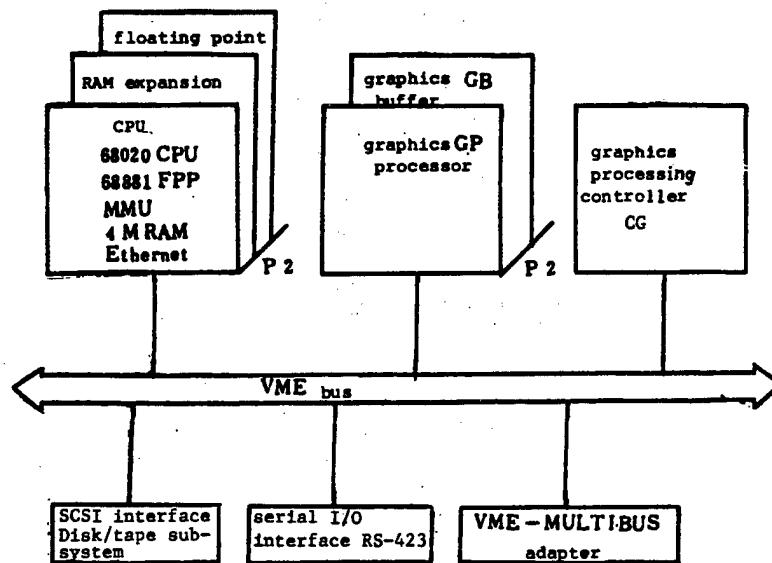 floating point
RAM expansion
CPU
68020 CPU
68881 FPP
MMU
4 M RAM
Ethernet
P 2
graphics GB
buffer
graphics GP
processor
P 2
graphics
processing
controller
CG
VME bus
SCSI interface
Disk/tape sub-
system
serial I/O
interface RS-423
VME-MULTIBUS
adapter